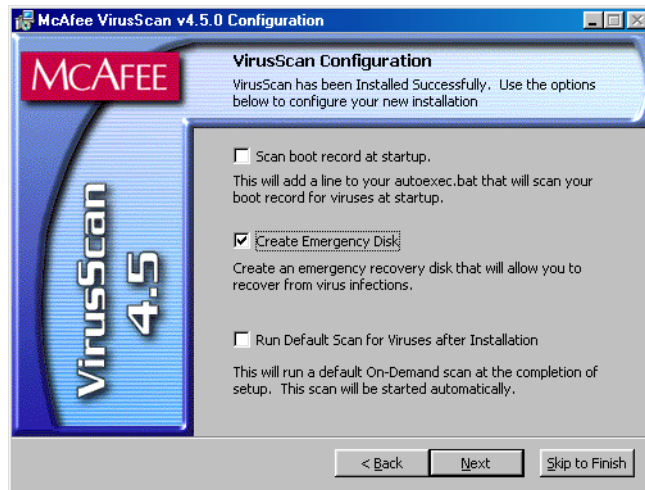 McAfee VirusScan v4.5.0 Configuration
McAFEE
VirusScan
4.5
VirusScan Configuration
VirusScan has been Installed Successfully. Use the options
below to configure your new installation
Scan boot record at startup.
This will add a line to your autoexec.bat that will scan your
boot record for viruses at startup.
Create Emergency Disk
Create an emergency recovery disk that will allow you to
recover from virus infections.
Run Default Scan for Viruses after Installation
This will run a default On-Demand scan at the completion of
setup. This scan will be started automatically.
< Back
Next
Skip to Finish